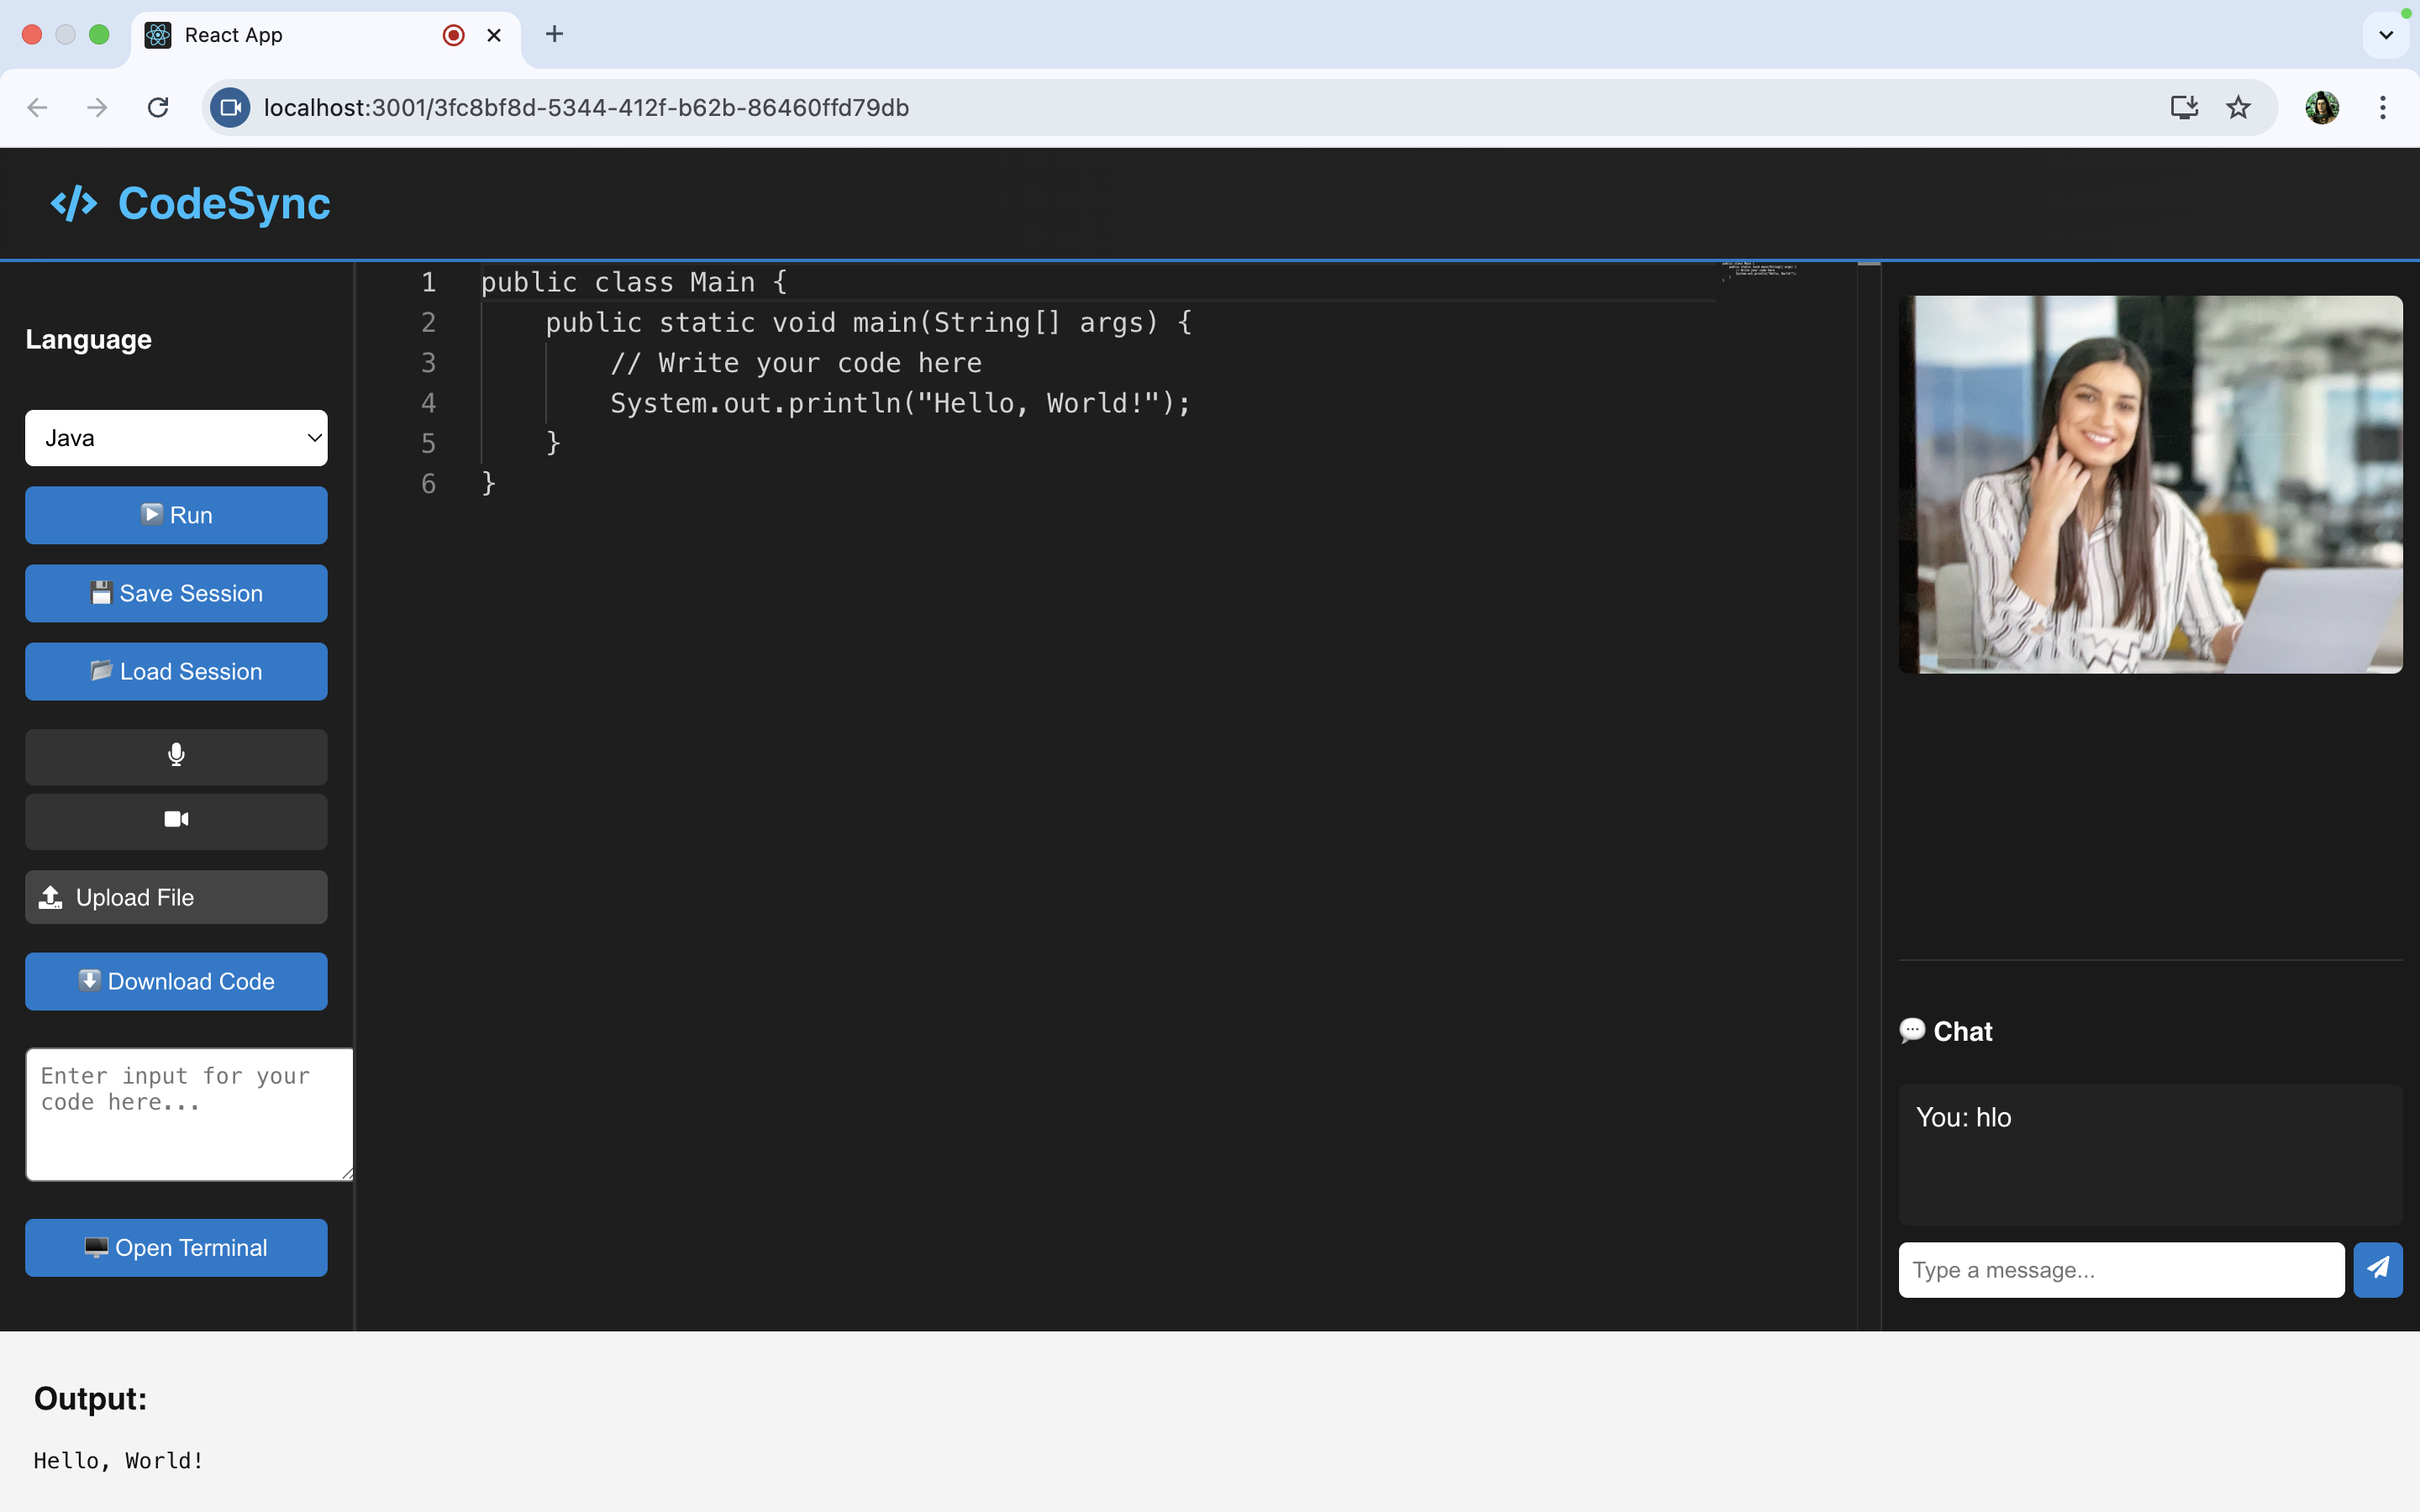 React App
localhost:3001/3fc8bf8d-5344-412f-b62b-86460ffd79db
</> CodeSync
Language
Java
Run
Save Session
Load Session
Upload File
Download Code
Enter input for your
code here...
Open Terminal
1 public class Main {
2     public static void main(String[] args) {
3         // Write your code here
4         System.out.println("Hello, World!");
5     }
6 }
Chat
You: hlo
Type a message...
Output:
Hello, World!